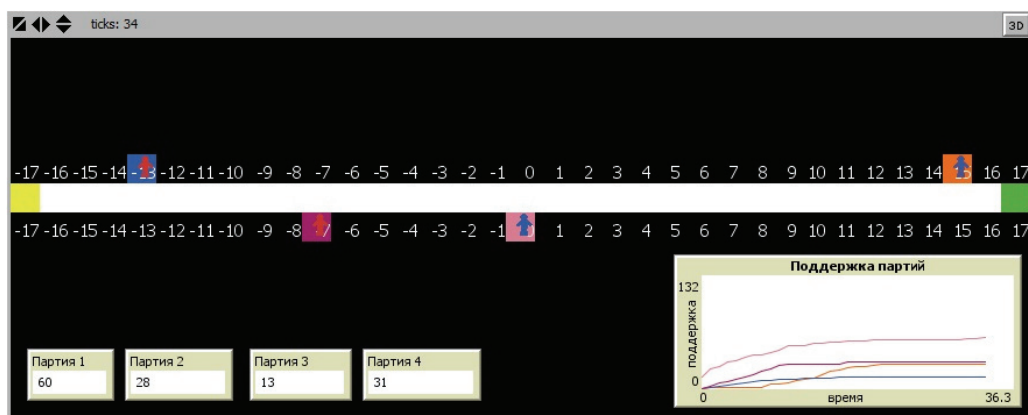 ticks: 34
3D
-17 -16 -15 -14 -13 -12 -11 -10 -9 -8 -7 -6 -5 -4 -3 -2 -1 0 1 2 3 4 5 6 7 8 9 10 11 12 13 14 15 16 17
-17 -16 -15 -14 -13 -12 -11 -10 -9 -8 -7 -6 -5 -4 -3 -2 -1 0 1 2 3 4 5 6 7 8 9 10 11 12 13 14 15 16 17
Поддержка партий
132
поддержка
0
0 время 36.3
Партия 1 Партия 2 Партия 3 Партия 4
60 28 13 31